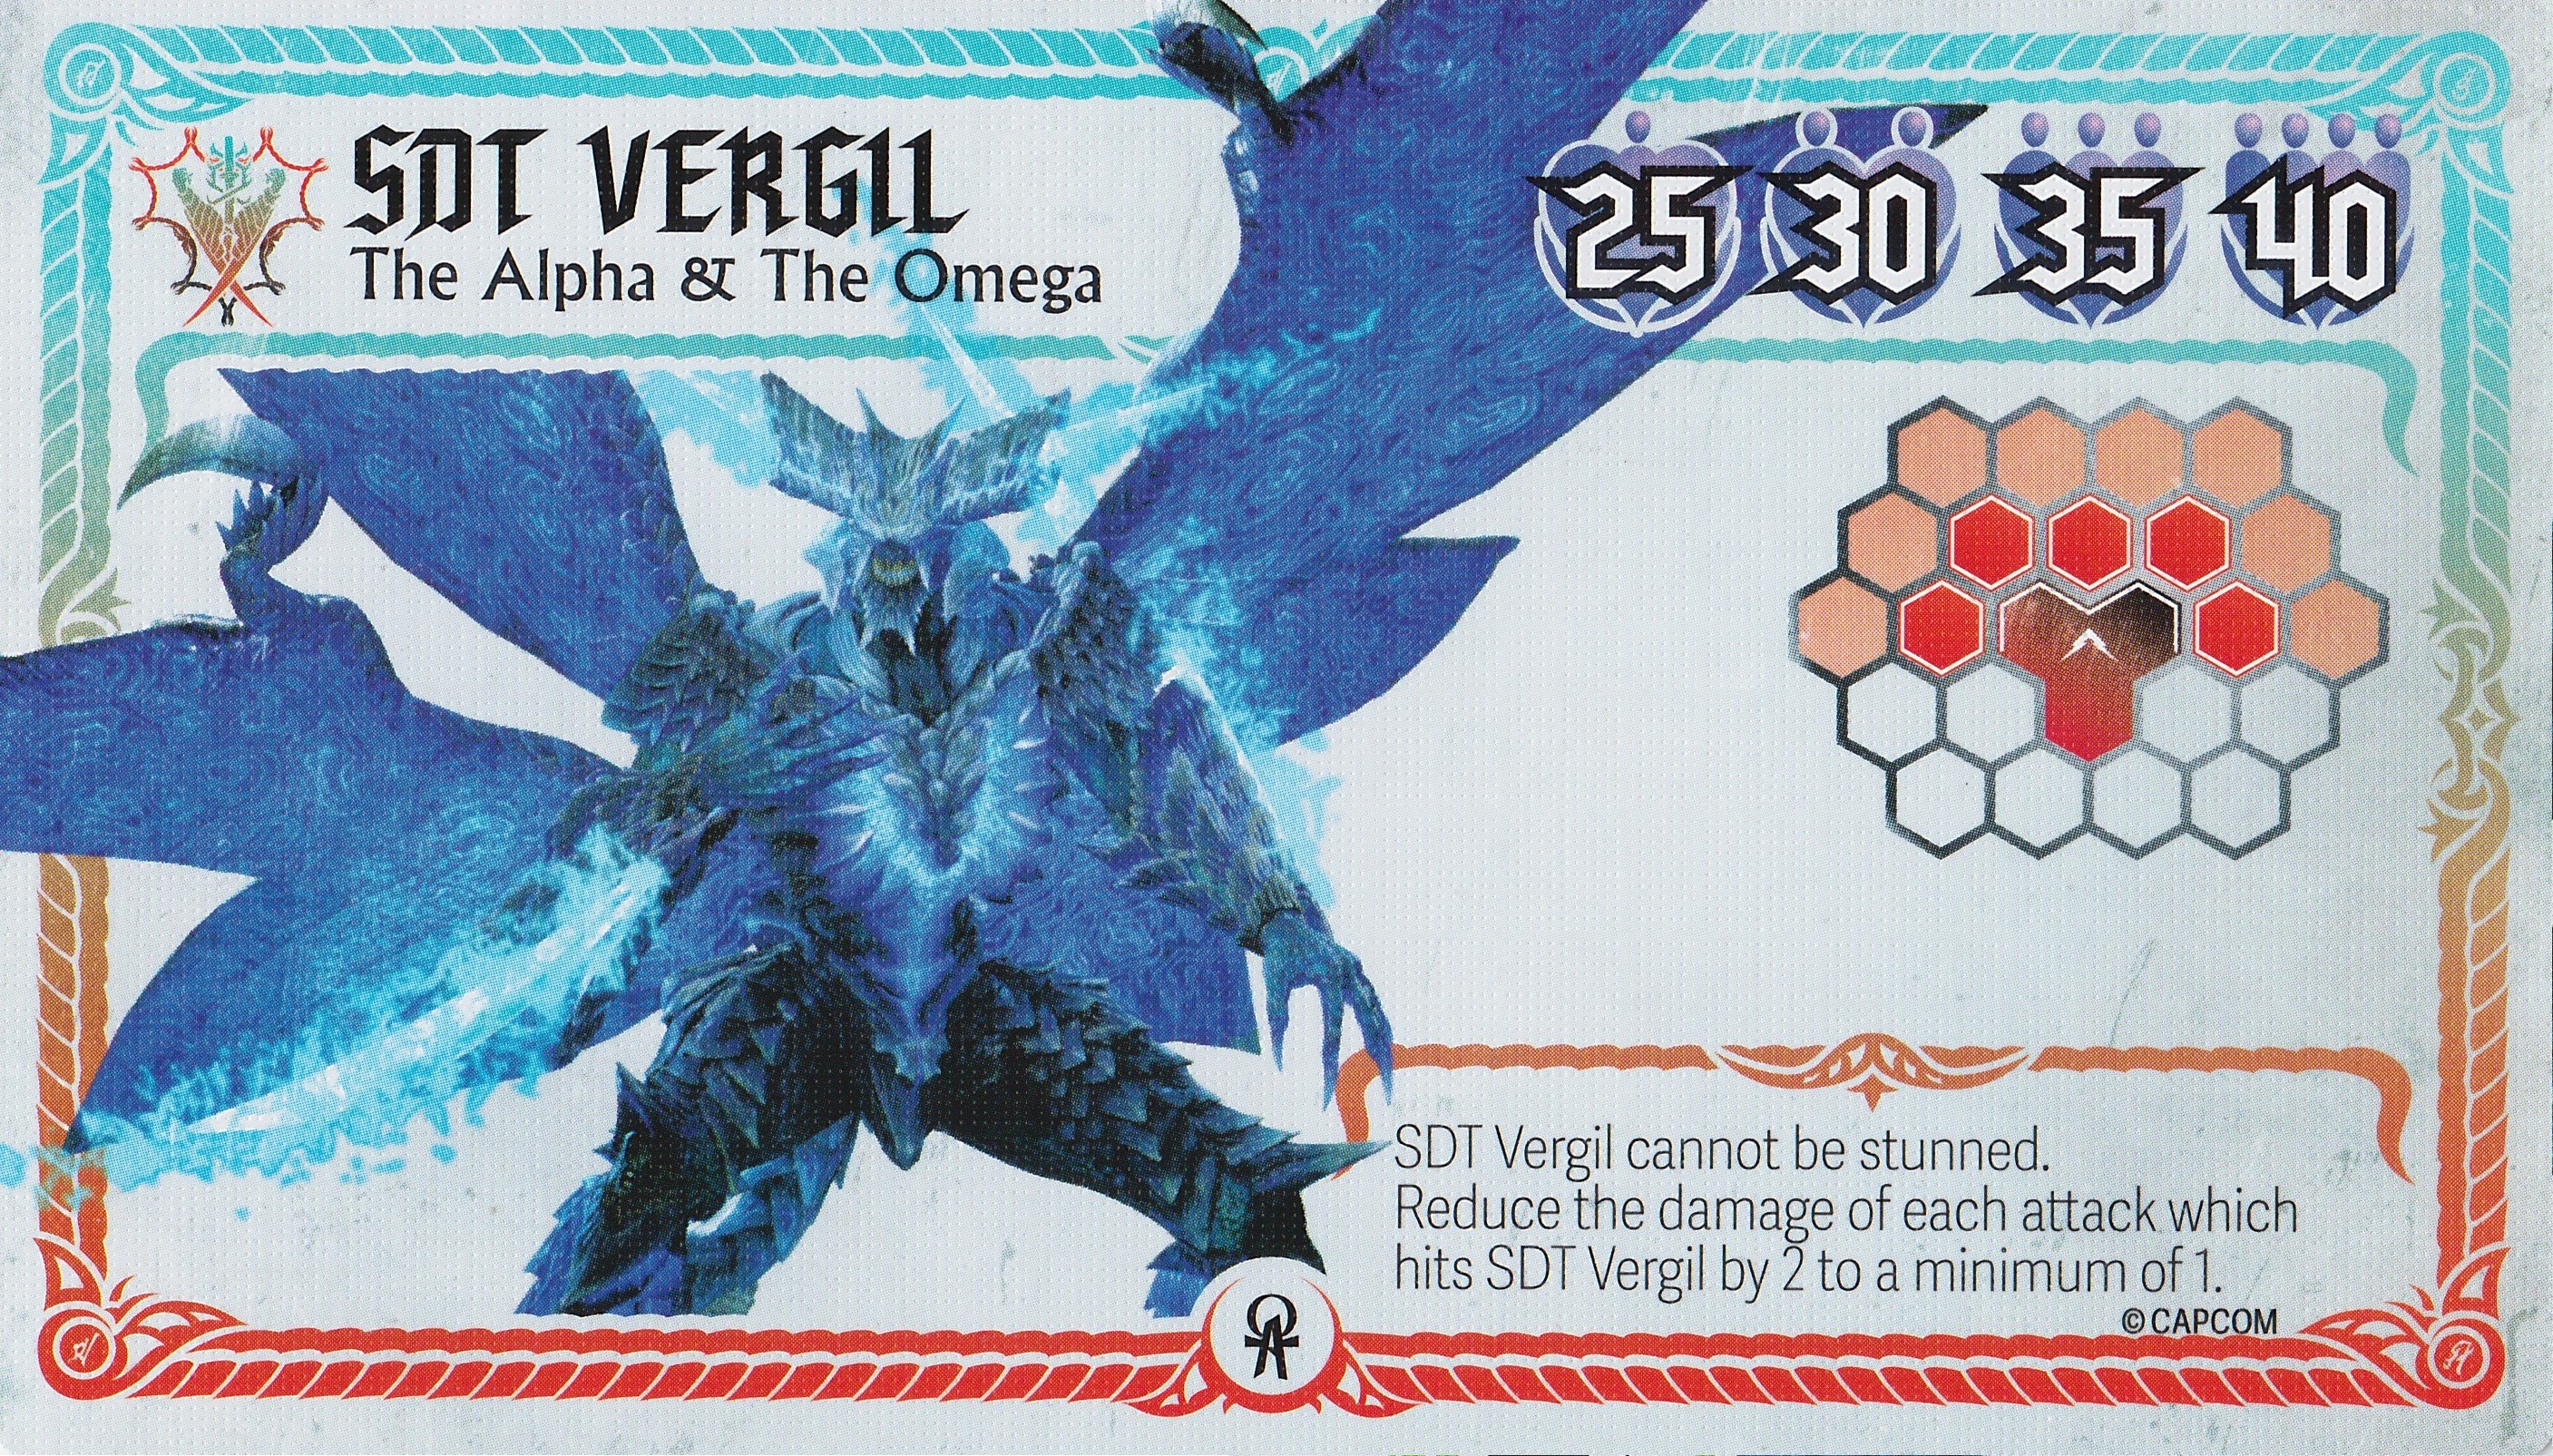 SDT VERGIL
The Alpha & The Omega
25 30 35 40
SDT Vergil cannot be stunned.
Reduce the damage of each attack which
hits SDT Vergil by 2 to a minimum of 1.
© CAPCOM